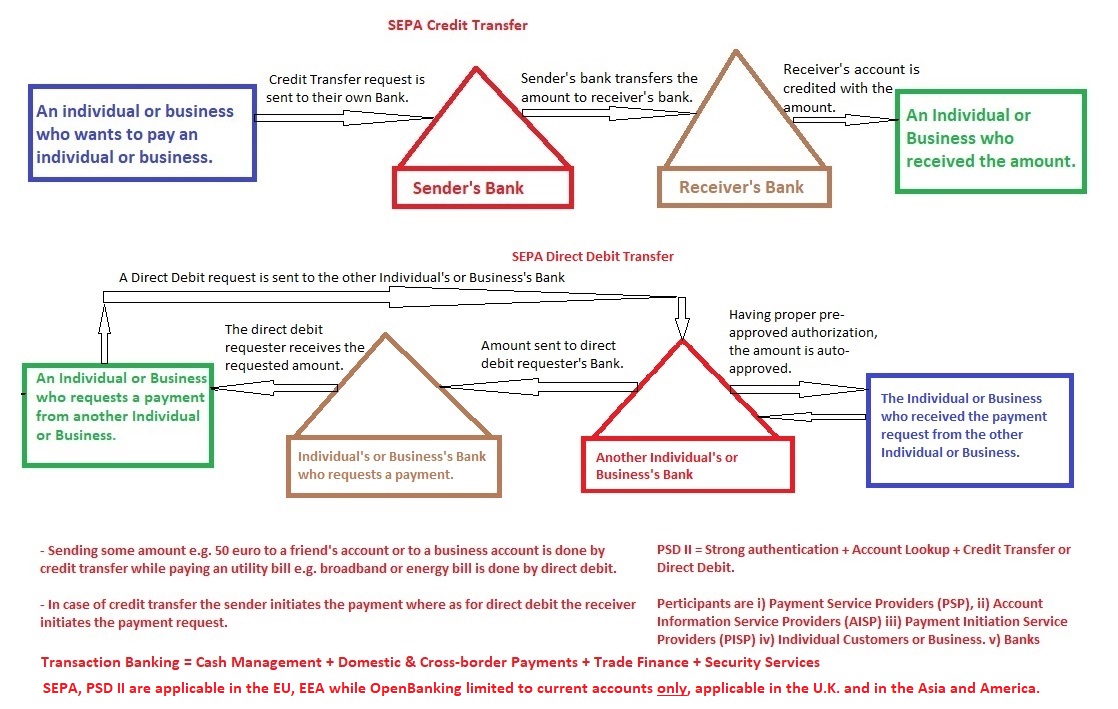 SEPA Credit Transfer
Credit Transfer request is
sent to their own Bank.
Sender's bank transfers the
amount to receiver's bank.
Receiver's account is
credited with the
amount.
An individual or business
who wants to pay an
individual or business.
Sender's Bank
Receiver's Bank
An Individual or
Business who
received the amount.
SEPA Direct Debit Transfer
A Direct Debit request is sent to the other Individual's or Business's Bank
The direct debit
requester receives the
requested amount.
Amount sent to direct
debit requester's Bank.
Having proper pre-
approved authorization,
the amount is auto-
approved.
An Individual or Business
who requests a payment
from another Individual
or Business.
Individual's or Business's Bank
who requests a payment.
Another Individual's or
Business's Bank
The Individual or Business
who received the payment
request from the other
Individual or Business.
- Sending some amount e.g. 50 euro to a friend's account or to a business account is done by
credit transfer while paying an utility bill e.g. broadband or energy bill is done by direct debit.
- In case of credit transfer the sender initiates the payment where as for direct debit the receiver
initiates the payment request.
PSD II = Strong authentication + Account Lookup + Credit Transfer or
Direct Debit.
Perticipants are i) Payment Service Providers (PSP), ii) Account
Information Service Providers (AISP) iii) Payment Initiation Service
Providers (PISP) iv) Individual Customers or Business. v) Banks
Transaction Banking = Cash Management + Domestic & Cross-border Payments + Trade Finance + Security Services
SEPA, PSD II are applicable in the EU, EEA while OpenBanking limited to current accounts only, applicable in the U.K. and in the Asia and America.